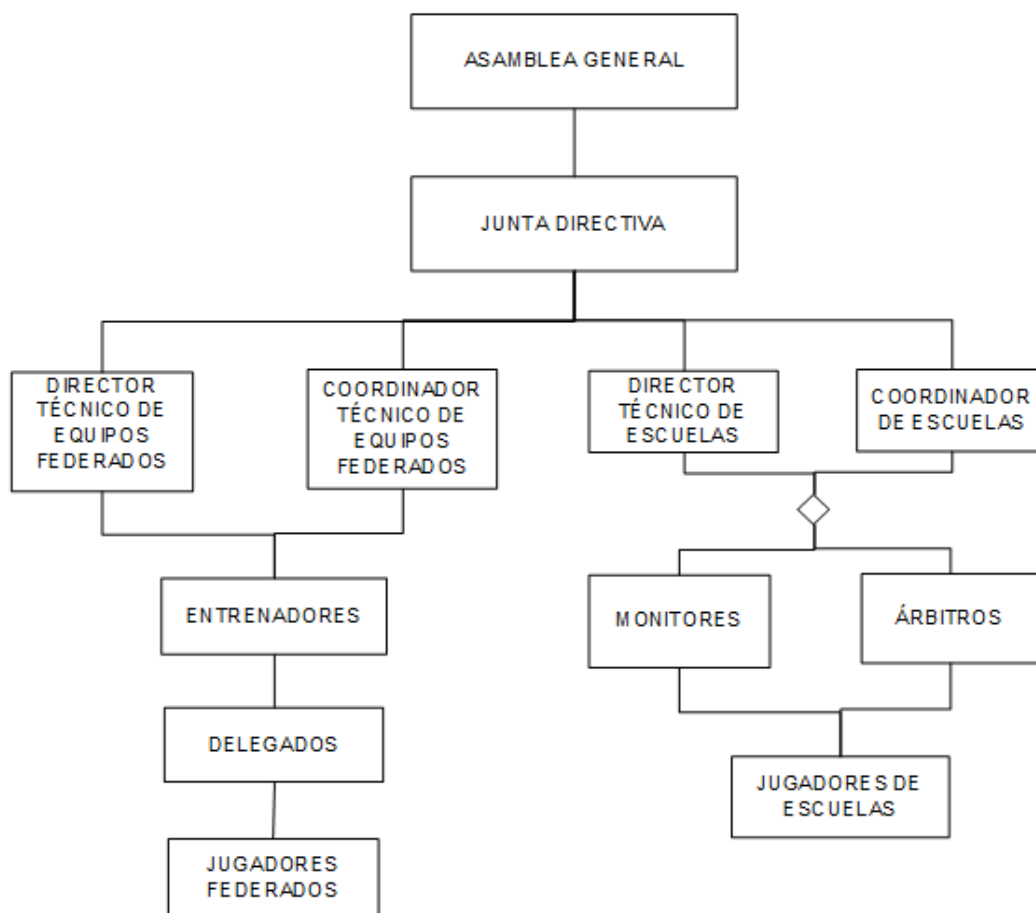 ASAMBLEA GENERAL
JUNTA DIRECTIVA
DIRECTOR
TÉCNICO DE
EQUIPOS
FEDERADOS
COORDINADOR
TÉCNICO DE
EQUIPOS
FEDERADOS
DIRECTOR
TÉCNICO DE
ESCUELAS
COORDINADOR
DE ESCUELAS
ENTRENADORES
MONITORES
ÁRBITROS
DELEGADOS
JUGADORES DE
ESCUELAS
JUGADORES
FEDERADOS